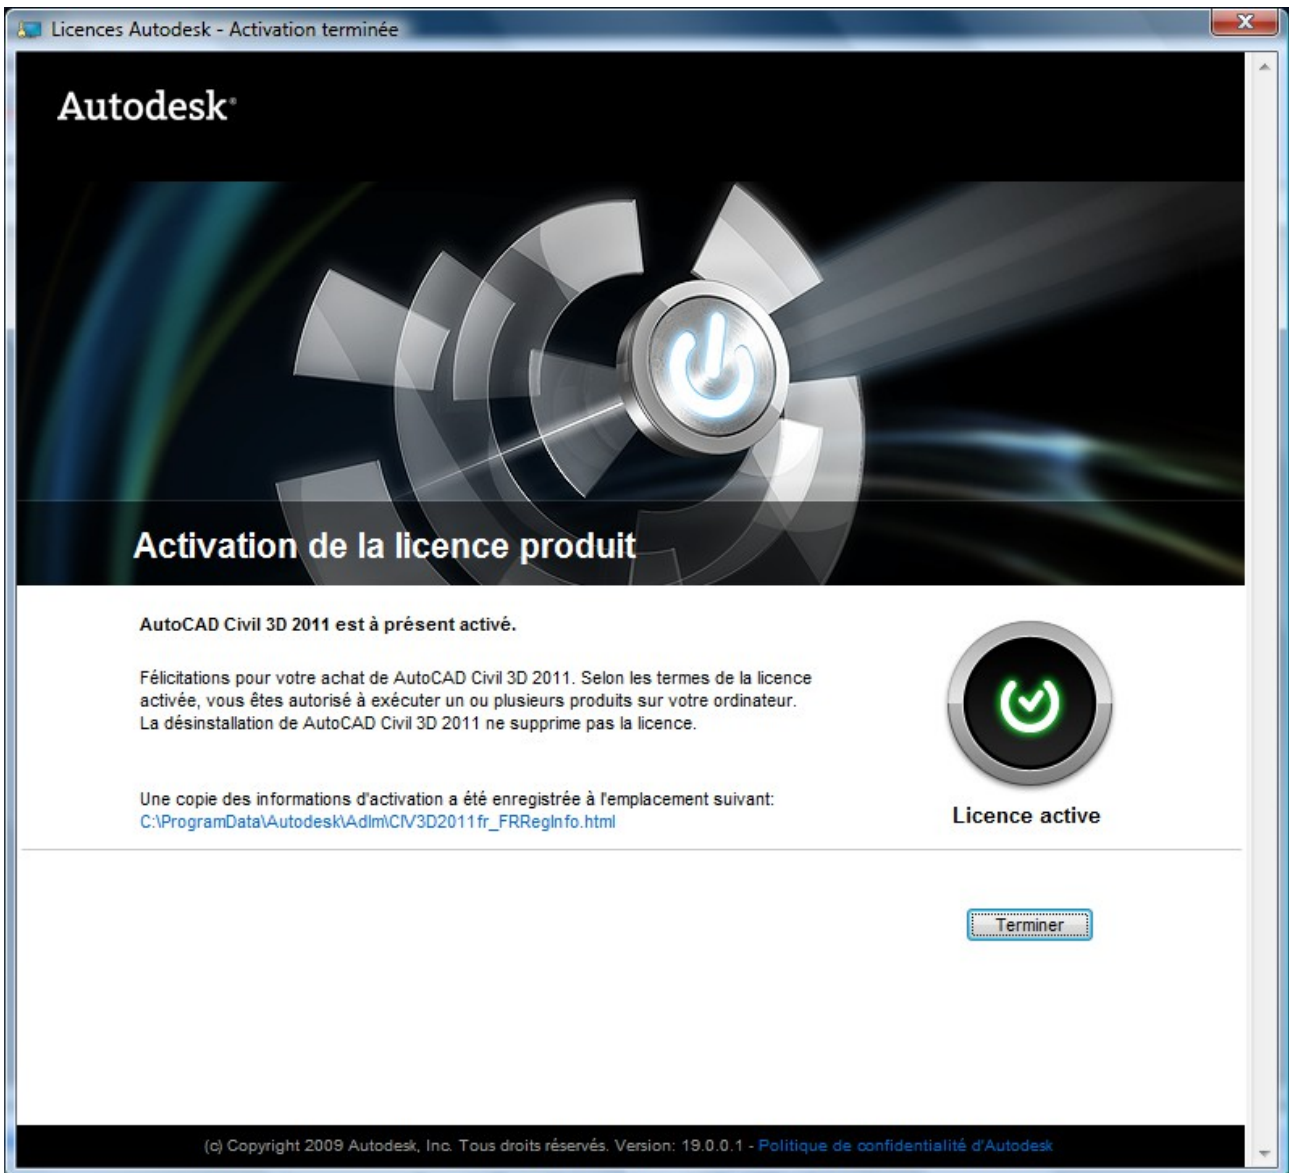 Licences Autodesk - Activation terminée
Autodesk®
Activation de la licence produit
AutoCAD Civil 3D 2011 est à présent activé.
Félicitations pour votre achat de AutoCAD Civil 3D 2011. Selon les termes de la licence
activée, vous êtes autorisé à exécuter un ou plusieurs produits sur votre ordinateur.
La désinstallation de AutoCAD Civil 3D 2011 ne supprime pas la licence.
Une copie des informations d'activation a été enregistrée à l'emplacement suivant:
C:\ProgramData\Autodesk\Adlm\CIV3D2011fr_FRRegInfo.html
Licence active
Terminer
(c) Copyright 2009 Autodesk, Inc. Tous droits réservés. Version: 19.0.0.1 - Politique de confidentialité d'Autodesk